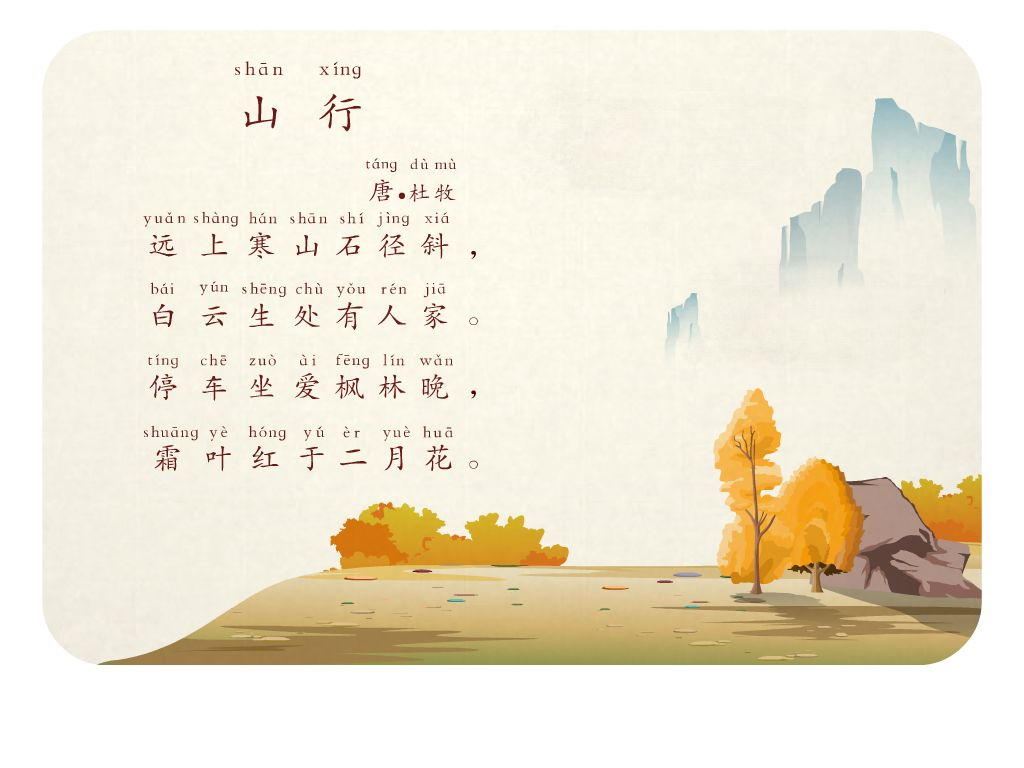 shān xíng
山 行
táng dù mù
唐•杜牧
yuǎn shàng hán shān shí jìng xiá
远上寒山石径斜，
bái yún shēng chù yǒu rén jiā
白云生处有人家。
tíng chē zuò ài fēng lín wǎn
停车坐爱枫林晚，
shuāng yè hóng yú èr yuè huā
霜叶红于二月花。